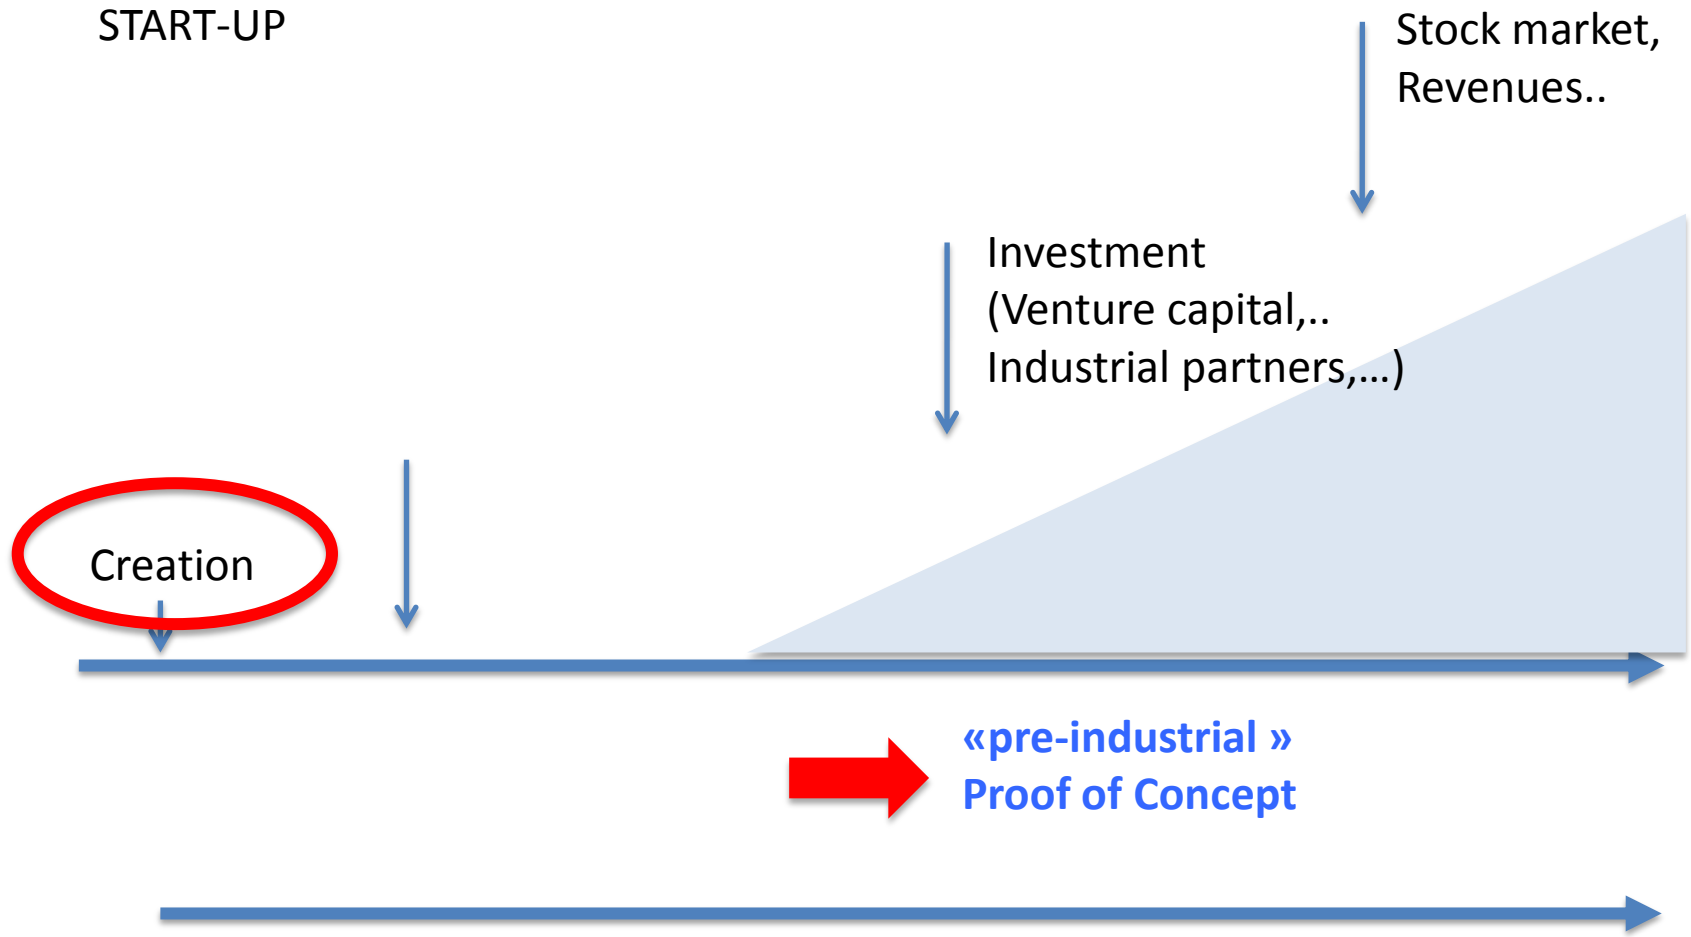 START-UP
Stock market,
Revenues..
Investment
(Venture capital,..
Industrial partners,...)
Creation
«pre-industrial »
Proof of Concept